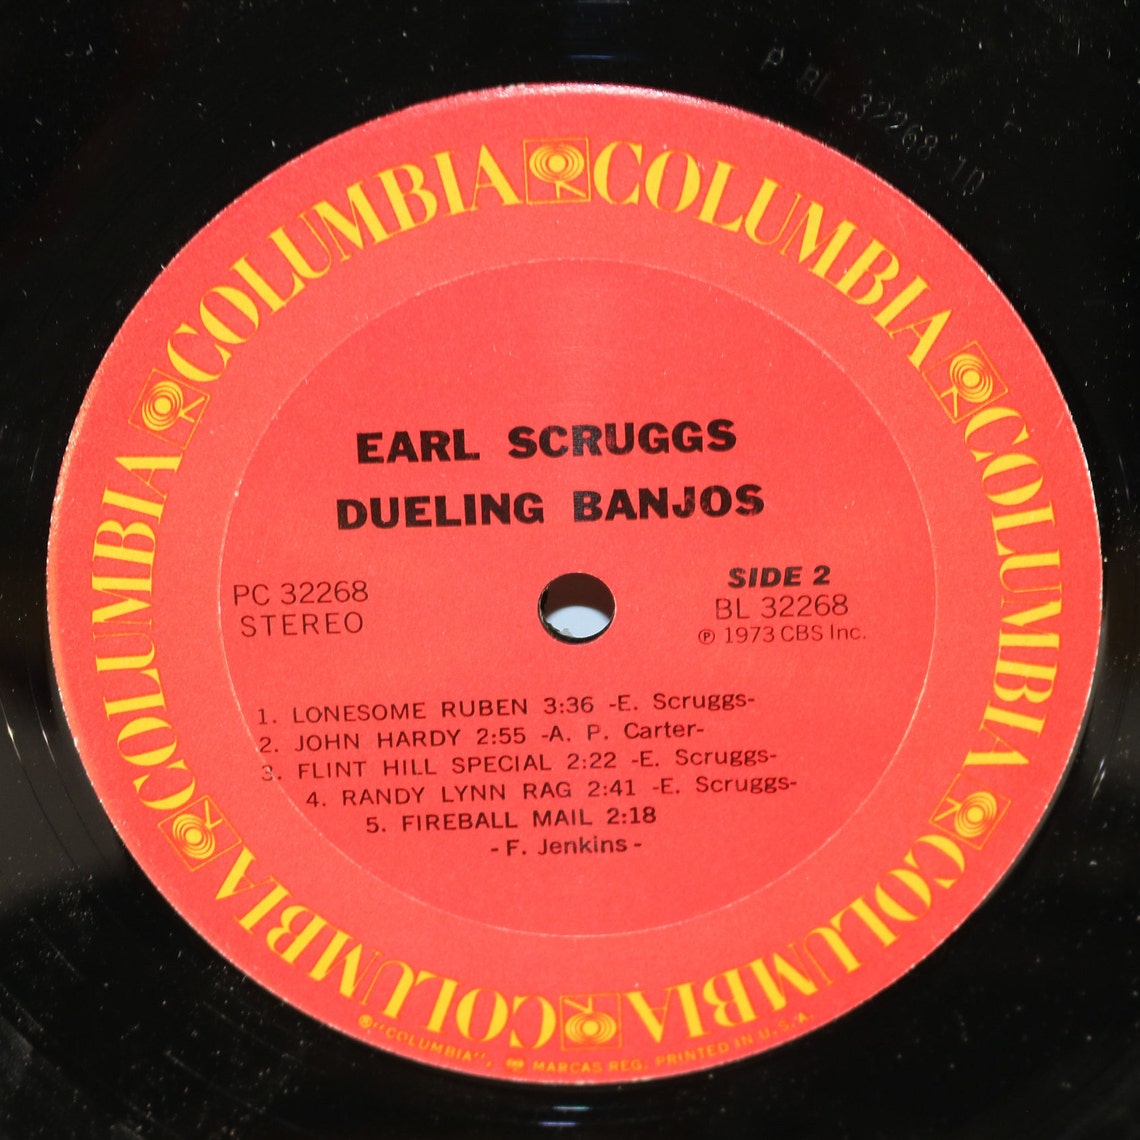 COLUMBIA COLUMBIA COLUMBIA COLUMBIA COLUMBIA COLUMBIA
P BL 32268 1D
EARL SCRUGGS
DUELING BANJOS
PC 32268
STEREO
SIDE 2
BL 32268
℗ 1973 CBS Inc.
1. LONESOME RUBEN 3:36 -E. Scruggs-
2. JOHN HARDY 2:55 -A. P. Carter-
3. FLINT HILL SPECIAL 2:22 -E. Scruggs-
4. RANDY LYNN RAG 2:41 -E. Scruggs-
5. FIREBALL MAIL 2:18
- F. Jenkins -
® "COLUMBIA", MARCAS REG. PRINTED IN U.S.A.